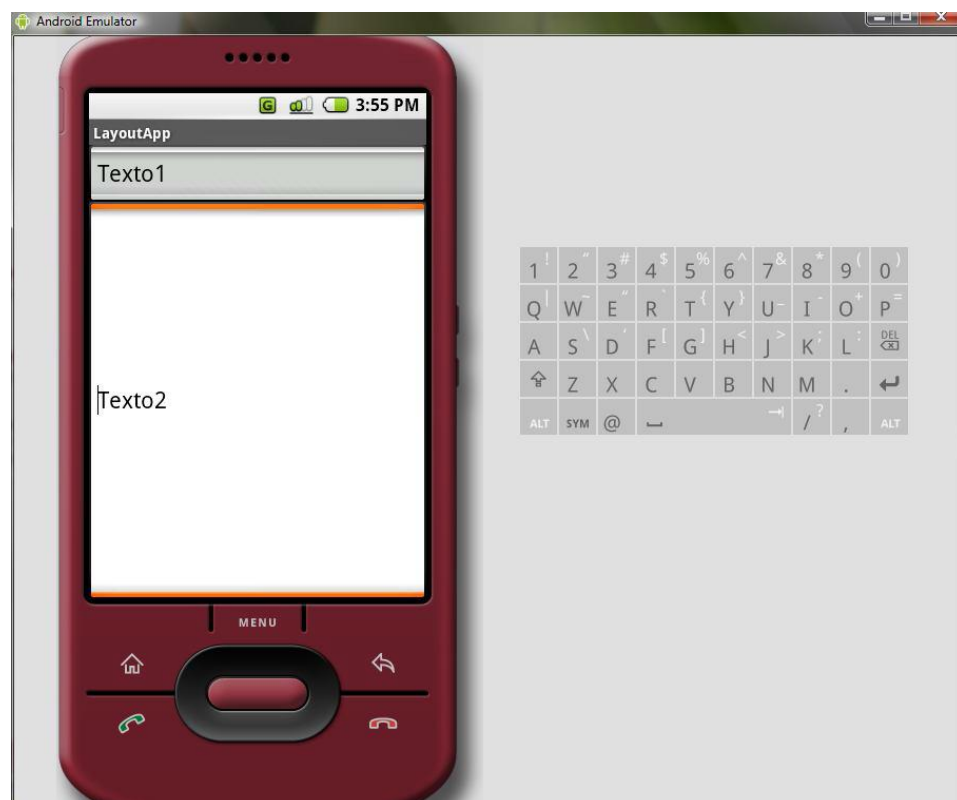 Android Emulator
G 3:55 PM
LayoutApp
Texto1
Texto2
MENU
1 ! 2 " 3 # 4 $ 5 % 6 ^ 7 & 8 * 9 ( 0 )
Q | W ~ E " R ` T { Y } U _ I - O + P =
A S \ D ' F [ G ] H < J > K ; L : DEL
Z X C V B N M .
ALT SYM @ / ? , ALT